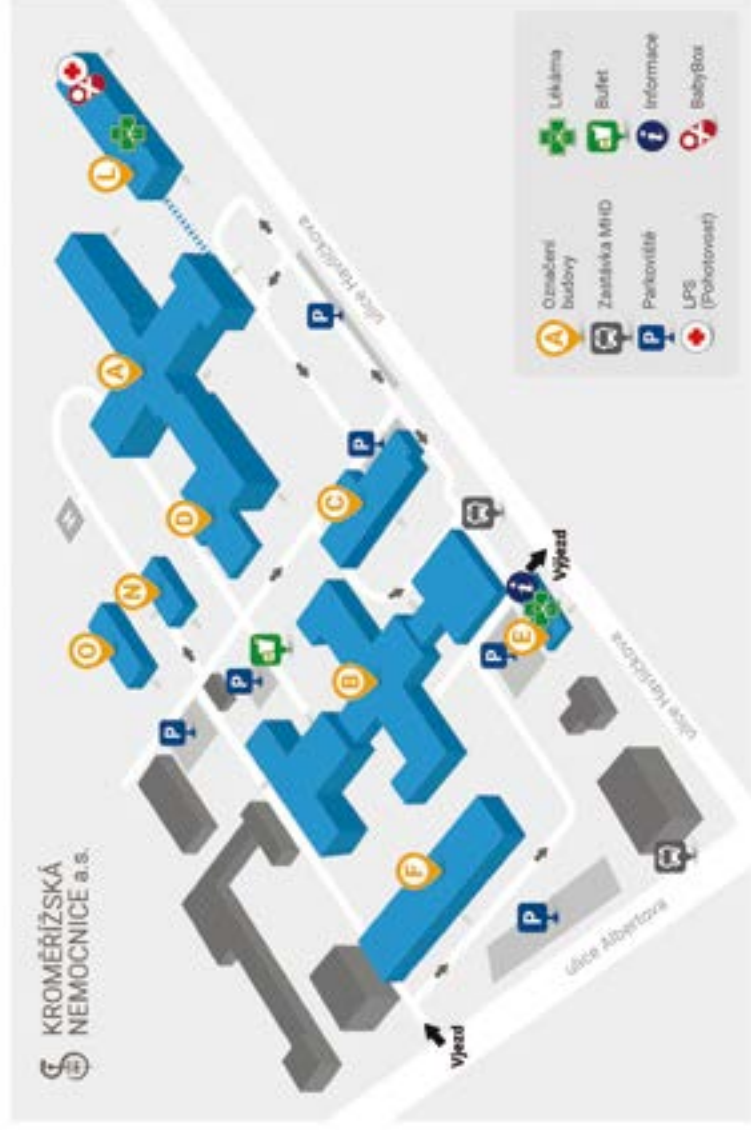 KROMĚŘÍŽSKÁ
NEMOCNICE a.s.
L
A
D
N
O
P
P
P
P
C
B
E
P
F
P
ulice Havlíčkova
ulice Havlíčkova
ulice Albertova
Vjezd
Výjezd
A
Označení
budovy
Zastávka MHD
P
Parkoviště
LPS
(Pohotovost)
Lékárna
Bufet
i
Informace
BabyBox